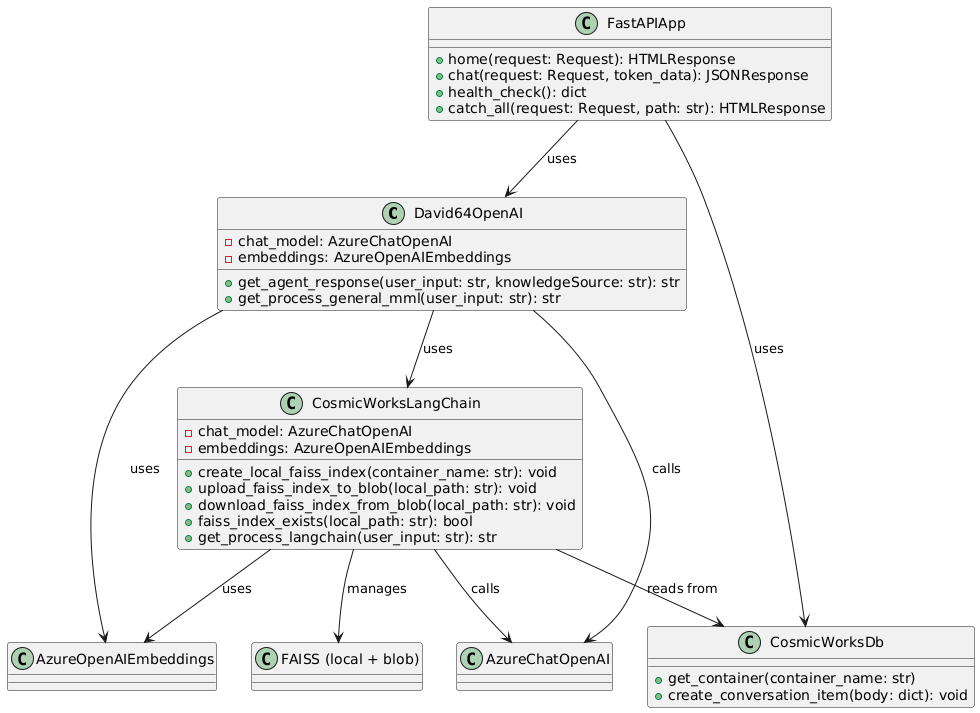 C FastAPIApp
home(request: Request): HTMLResponse
chat(request: Request, token_data): JSONResponse
health_check(): dict
catch_all(request: Request, path: str): HTMLResponse
uses
C David64OpenAI
chat_model: AzureChatOpenAI
embeddings: AzureOpenAIEmbeddings
get_agent_response(user_input: str, knowledgeSource: str): str
get_process_general_mml(user_input: str): str
uses
uses
C CosmicWorksLangChain
chat_model: AzureChatOpenAI
embeddings: AzureOpenAIEmbeddings
create_local_faiss_index(container_name: str): void
upload_faiss_index_to_blob(local_path: str): void
download_faiss_index_from_blob(local_path: str): void
faiss_index_exists(local_path: str): bool
get_process_langchain(user_input: str): str
uses
calls
uses
manages
calls
reads from
C AzureOpenAIEmbeddings
C FAISS (local + blob)
C AzureChatOpenAI
C CosmicWorksDb
get_container(container_name: str)
create_conversation_item(body: dict): void